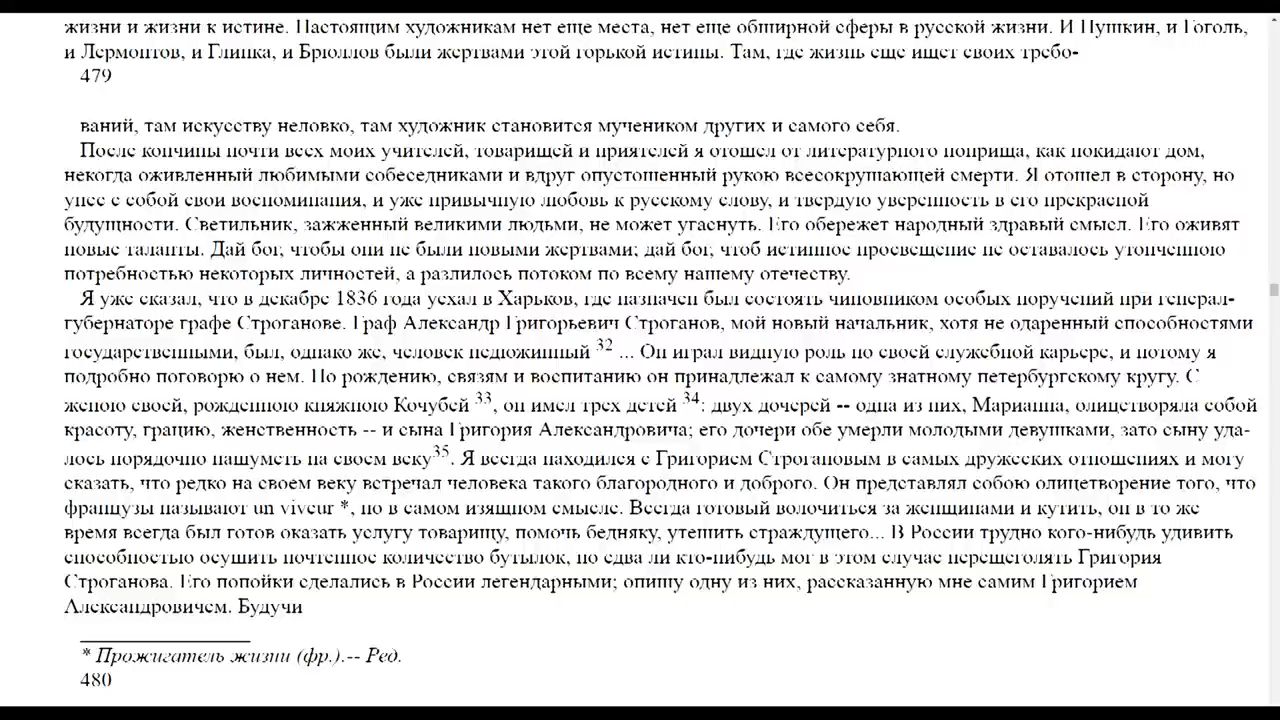 жизни и жизни к истине. Настоящим художникам нет еще места, нет еще обширной сферы в русской жизни. И Пушкин, и Гоголь,
и Лермонтов, и Глинка, и Брюллов были жертвами этой горькой истины. Там, где жизнь еще ищет своих требо-
479
ваний, там искусству неловко, там художник становится мучеником других и самого себя.
После кончины почти всех моих учителей, товарищей и приятелей я отошел от литературного поприща, как покидают дом,
некогда оживленный любимыми собеседниками и вдруг опустошенный рукою всесокрушающей смерти. Я отошел в сторону, но
унес с собой свои воспоминания, и уже привычную любовь к русскому слову, и твердую уверенность в его прекрасной
будущности. Светильник, зажженный великими людьми, не может угаснуть. Его обережет народный здравый смысл. Его оживят
новые таланты. Дай бог, чтобы они не были новыми жертвами; дай бог, чтоб истинное просвещение не оставалось утонченною
потребностью некоторых личностей, а разлилось потоком по всему нашему отечеству.
Я уже сказал, что в декабре 1836 года уехал в Харьков, где назначен был состоять чиновником особых поручений при генерал-
губернаторе графе Строганове. Граф Александр Григорьевич Строганов, мой новый начальник, хотя не одаренный способностями
государственными, был, однако же, человек недюжинный 32 ... Он играл видную роль по своей служебной карьере, и потому я
подробно поговорю о нем. По рождению, связям и воспитанию он принадлежал к самому знатному петербургскому кругу. С
женою своей, рожденною княжною Кочубей 33, он имел трех детей 34: двух дочерей -- одна из них, Марианна, олицетворяла собой
красоту, грацию, женственность -- и сына Григория Александровича; его дочери обе умерли молодыми девушками, зато сыну уда-
лось порядочно нашуметь на своем веку35. Я всегда находился с Григорием Строгановым в самых дружеских отношениях и могу
сказать, что редко на своем веку встречал человека такого благородного и доброго. Он представлял собою олицетворение того, что
французы называют un viveur *, но в самом изящном смысле. Всегда готовый волочиться за женщинами и кутить, он в то же
время всегда был готов оказать услугу товарищу, помочь бедняку, утешить страждущего... В России трудно кого-нибудь удивить
способностью осушить почтенное количество бутылок, но едва ли кто-нибудь мог в этом случае перещеголять Григория
Строганова. Его попойки сделались в России легендарными; опишу одну из них, рассказанную мне самим Григорием
Александровичем. Будучи
* Прожигатель жизни (фр.).-- Ред.
480